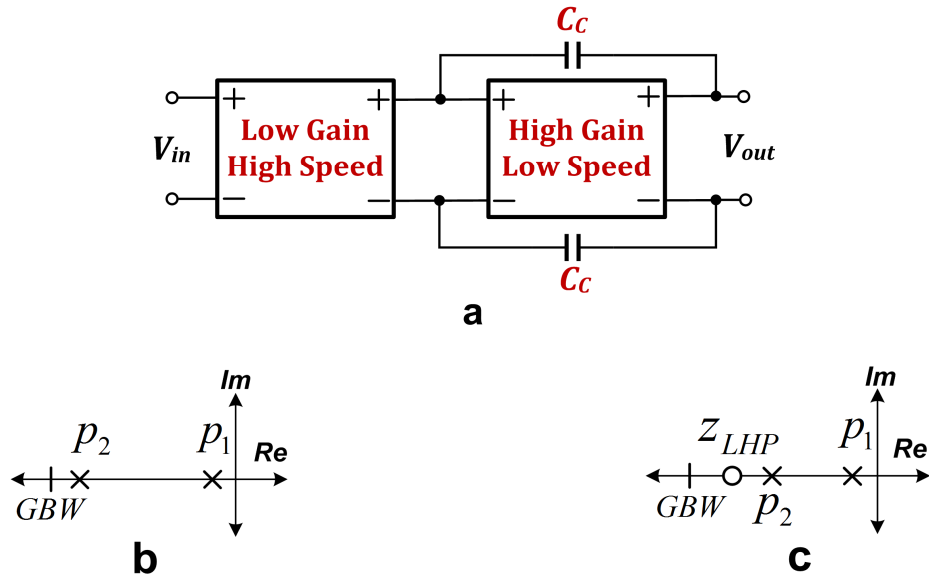 C_C
+ + + +
Low Gain
High Speed
High Gain
Low Speed
V_in
V_out
− − − −
C_C
a
Im
p_2
p_1
Re
GBW
b
Im
z_LHP
p_1
Re
GBW
p_2
c